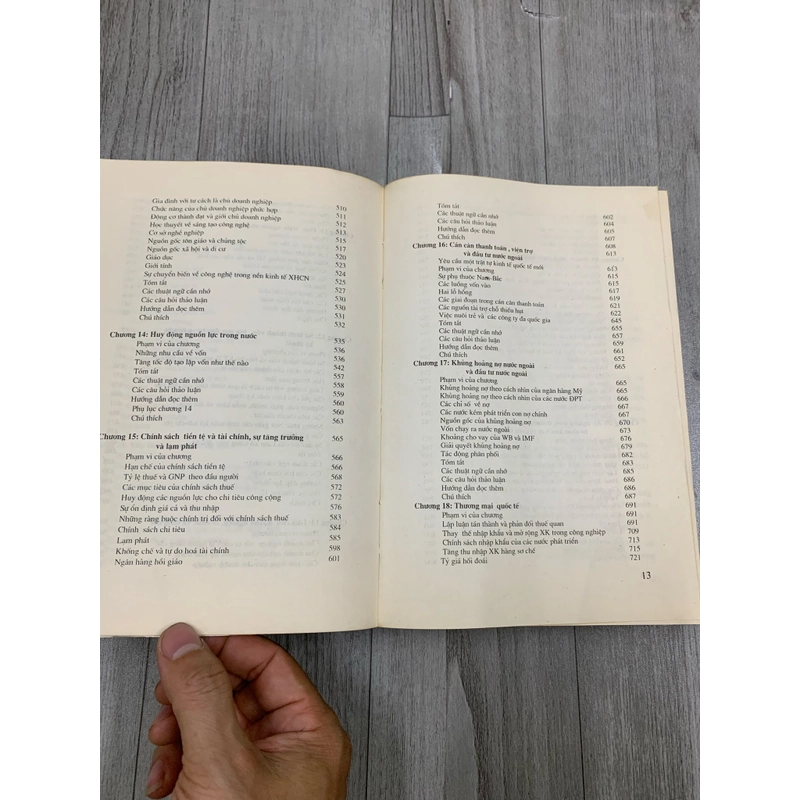 Gia đình với tư cách là chủ doanh nghiệp 510
Chức năng của chủ doanh nghiệp phức hợp 511
Động cơ thành đạt và giới chủ doanh nghiệp 512
Học thuyết về sáng tạo công nghệ 513
Cơ sở nghề nghiệp 515
Nguồn gốc tôn giáo và chủng tộc 517
Nguồn gốc xã hội và di cư 520
Giáo dục 523
Giới tính 524
Sự chuyển biến về công nghệ trong nền kinh tế XHCN 525
Tóm tắt 527
Các thuật ngữ cần nhớ 530
Các câu hỏi thảo luận 530
Hướng dẫn đọc thêm 531
Chú thích 532
Chương 14: Huy động nguồn lực trong nước 535
Phạm vi của chương 536
Những nhu cầu về vốn 536
Tăng tốc độ tạo lập vốn như thế nào 542
Tóm tắt 557
Các thuật ngữ cần nhớ 558
Các câu hỏi thảo luận 559
Hướng dẫn đọc thêm 560
Phụ lục chương 14 560
Chú thích 563
Chương 15: Chính sách tiền tệ và tài chính, sự tăng trưởng 565
và lạm phát
Phạm vi của chương 566
Hạn chế của chính sách tiền tệ 566
Tỷ lệ thuế và GNP theo đầu người 568
Các mục tiêu của chính sách thuế 572
Huy động các nguồn lực cho chi tiêu công cộng 572
Sự ổn định giá cả và thu nhập 576
Những ràng buộc chính trị đối với chính sách thuế 583
Chính sách chi tiêu 584
Lạm phát 585
Khống chế và tự do hoá tài chính 598
Ngân hàng hồi giáo 601
Tóm tắt 602
Các thuật ngữ cần nhớ 604
Các câu hỏi thảo luận 605
Hướng dẫn đọc thêm 607
Chú thích 608
Chương 16: Cán cân thanh toán, viện trợ 613
và đầu tư nước ngoài
Yêu cầu một trật tự kinh tế quốc tế mới 613
Phạm vi của chương 615
Sự phụ thuộc Nam-Bắc 615
Các luồng vốn vào 617
Hai lỗ hổng 619
Các giai đoạn trong cán cân thanh toán 621
Các nguồn tài trợ chỗ thiếu hụt 622
Việc nuôi trẻ và các công ty đa quốc gia 645
Tóm tắt 655
Các thuật ngữ cần nhớ 657
Các câu hỏi thảo luận 659
Hướng dẫn đọc thêm 661
Chú thích 652
Chương 17: Khủng hoảng nợ nước ngoài 665
và đầu tư nước ngoài
Phạm vi của chương 665
Khủng hoảng nợ theo cách nhìn của ngân hàng Mỹ 666
Khủng hoảng nợ theo cách nhìn của các nước ĐPT 667
Các chỉ số về nợ 667
Các nước kém phát triển con nợ chính 670
Nguồn gốc của khủng hoảng nợ 673
Vốn chạy ra nước ngoài 676
Khoảng cho vay của WB và IMF 679
Giải quyết khủng hoảng nợ 682
Tác động phân phối 683
Tóm tắt 685
Các thuật ngữ cần nhớ 686
Các câu hỏi thảo luận 686
Hướng dẫn đọc thêm 687
Chú thích
Chương 18: Thương mại quốc tế 691
Phạm vi của chương 691
Lập luận tán thành và phản đối thuế quan 691
Thay thế nhập khẩu và mở rộng XK trong công nghiệp 709
Chính sách nhập khẩu của các nước phát triển 713
Tăng thu nhập XK hàng sơ chế 715
Tỷ giá hối đoái 721
13